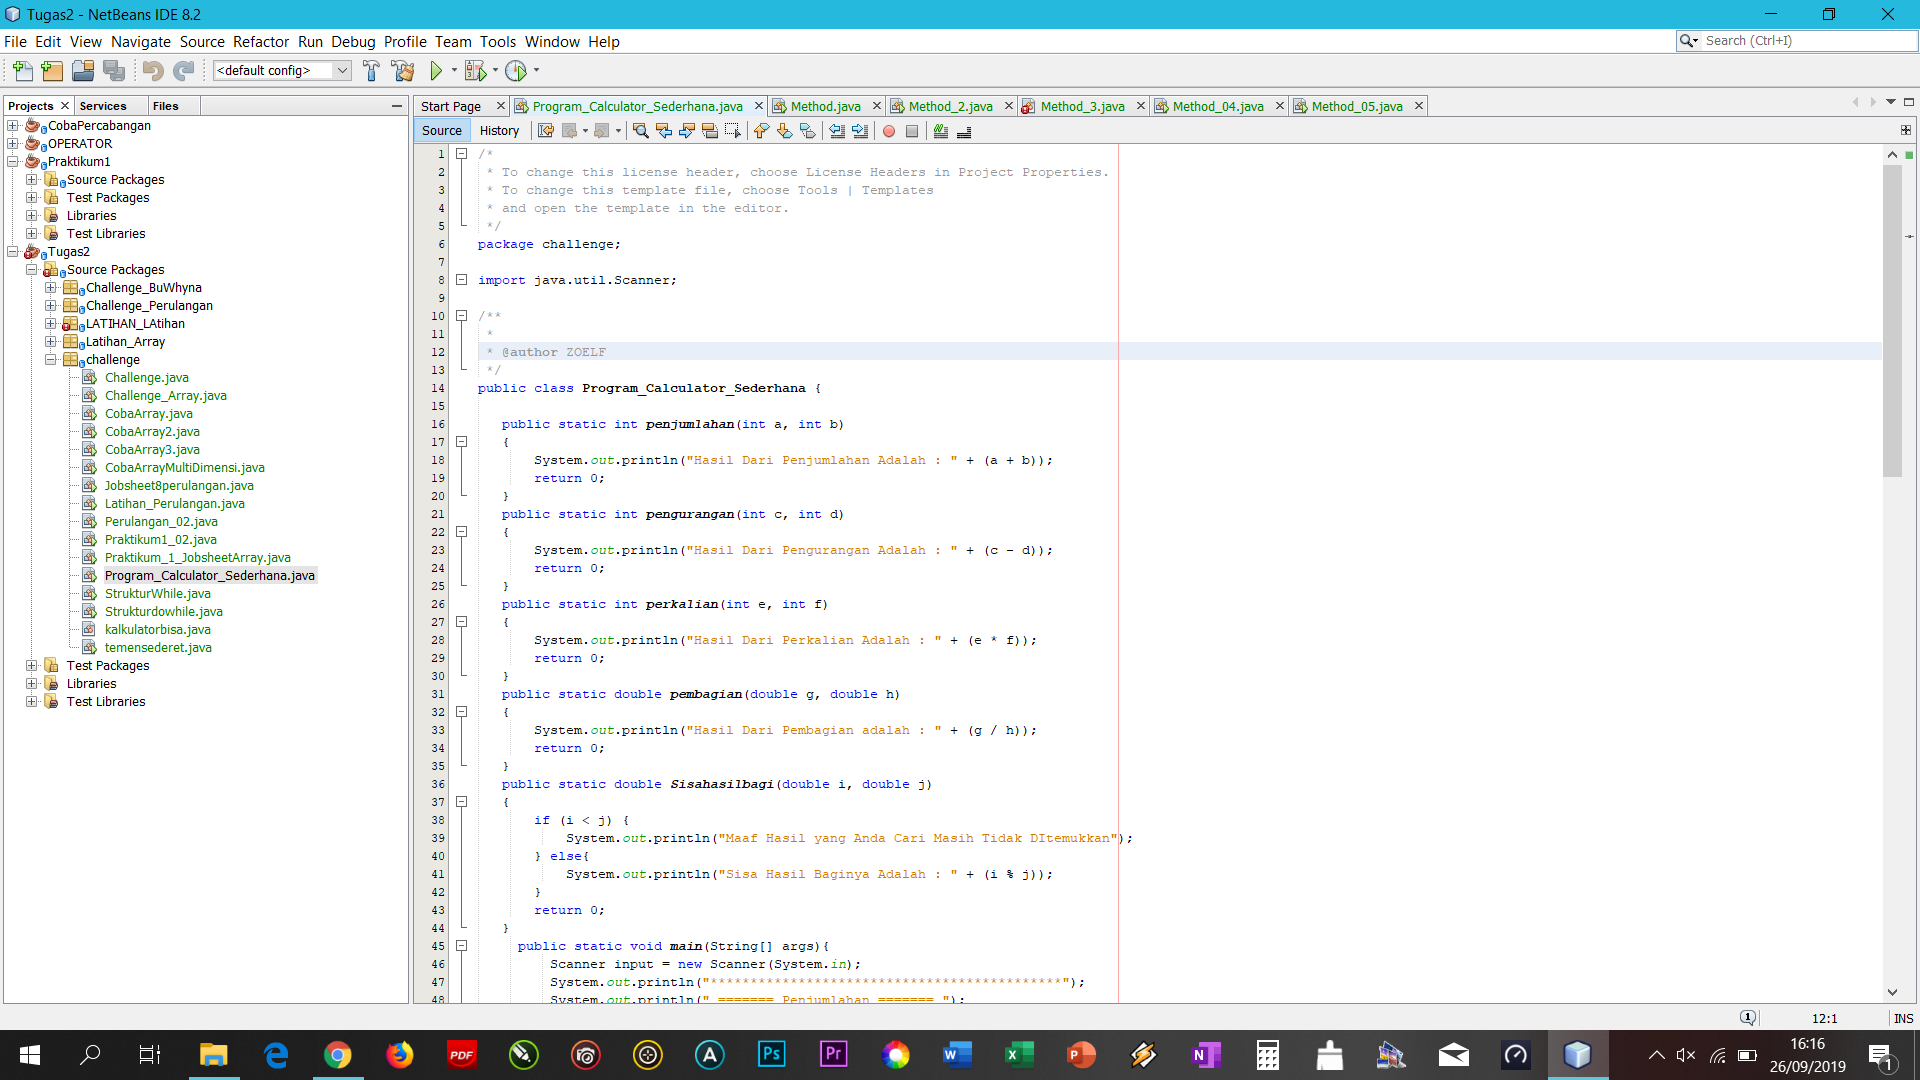 Tugas2 - NetBeans IDE 8.2
File Edit View Navigate Source Refactor Run Debug Profile Team Tools Window Help
Search (Ctrl+I)
<default config>
Projects Services Files
CobaPercabangan
OPERATOR
Praktikum1
Source Packages
Test Packages
Libraries
Test Libraries
Tugas2
Source Packages
Challenge_BuWhyna
Challenge_Perulangan
LATIHAN_LAtihan
Latihan_Array
challenge
Challenge.java
Challenge_Array.java
CobaArray.java
CobaArray2.java
CobaArray3.java
CobaArrayMultiDimensi.java
Jobsheet8perulangan.java
Latihan_Perulangan.java
Perulangan_02.java
Praktikum1_02.java
Praktikum_1_JobsheetArray.java
Program_Calculator_Sederhana.java
StrukturWhile.java
Strukturdowhile.java
kalkulatorbisa.java
temensederet.java
Test Packages
Libraries
Test Libraries
Start Page Program_Calculator_Sederhana.java Method.java Method_2.java Method_3.java Method_04.java Method_05.java
Source History
1 /*
2 * To change this license header, choose License Headers in Project Properties.
3 * To change this template file, choose Tools | Templates
4 * and open the template in the editor.
5 */
6 package challenge;
7
8 import java.util.Scanner;
9
10 /**
11 *
12 * @author ZOELF
13 */
14 public class Program_Calculator_Sederhana {
15
16 public static int penjumlahan(int a, int b)
17 {
18 System.out.println("Hasil Dari Penjumlahan Adalah : " + (a + b));
19 return 0;
20 }
21 public static int pengurangan(int c, int d)
22 {
23 System.out.println("Hasil Dari Pengurangan Adalah : " + (c - d));
24 return 0;
25 }
26 public static int perkalian(int e, int f)
27 {
28 System.out.println("Hasil Dari Perkalian Adalah : " + (e * f));
29 return 0;
30 }
31 public static double pembagian(double g, double h)
32 {
33 System.out.println("Hasil Dari Pembagian adalah : " + (g / h));
34 return 0;
35 }
36 public static double Sisahasilbagi(double i, double j)
37 {
38 if (i < j) {
39 System.out.println("Maaf Hasil yang Anda Cari Masih Tidak DItemukkan");
40 } else{
41 System.out.println("Sisa Hasil Baginya Adalah : " + (i % j));
42 }
43 return 0;
44 }
45 public static void main(String[] args){
46 Scanner input = new Scanner(System.in);
47 System.out.println("********************************************");
48 System.out.println(" ======= Penjumlahan ======= ");
12:1 INS
PDF
A
Ps
Pr
W
X
P
N
16:16
26/09/2019
1